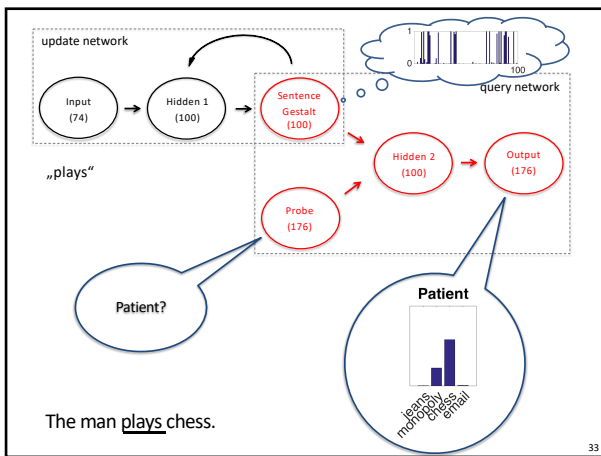 update network
1
0
100
query network
Input
(74)
Hidden 1
(100)
Sentence
Gestalt
(100)
„plays“
Hidden 2
(100)
Output
(176)
Probe
(176)
Patient?
Patient
jeans
monopoly
chess
email
The man plays chess.
33